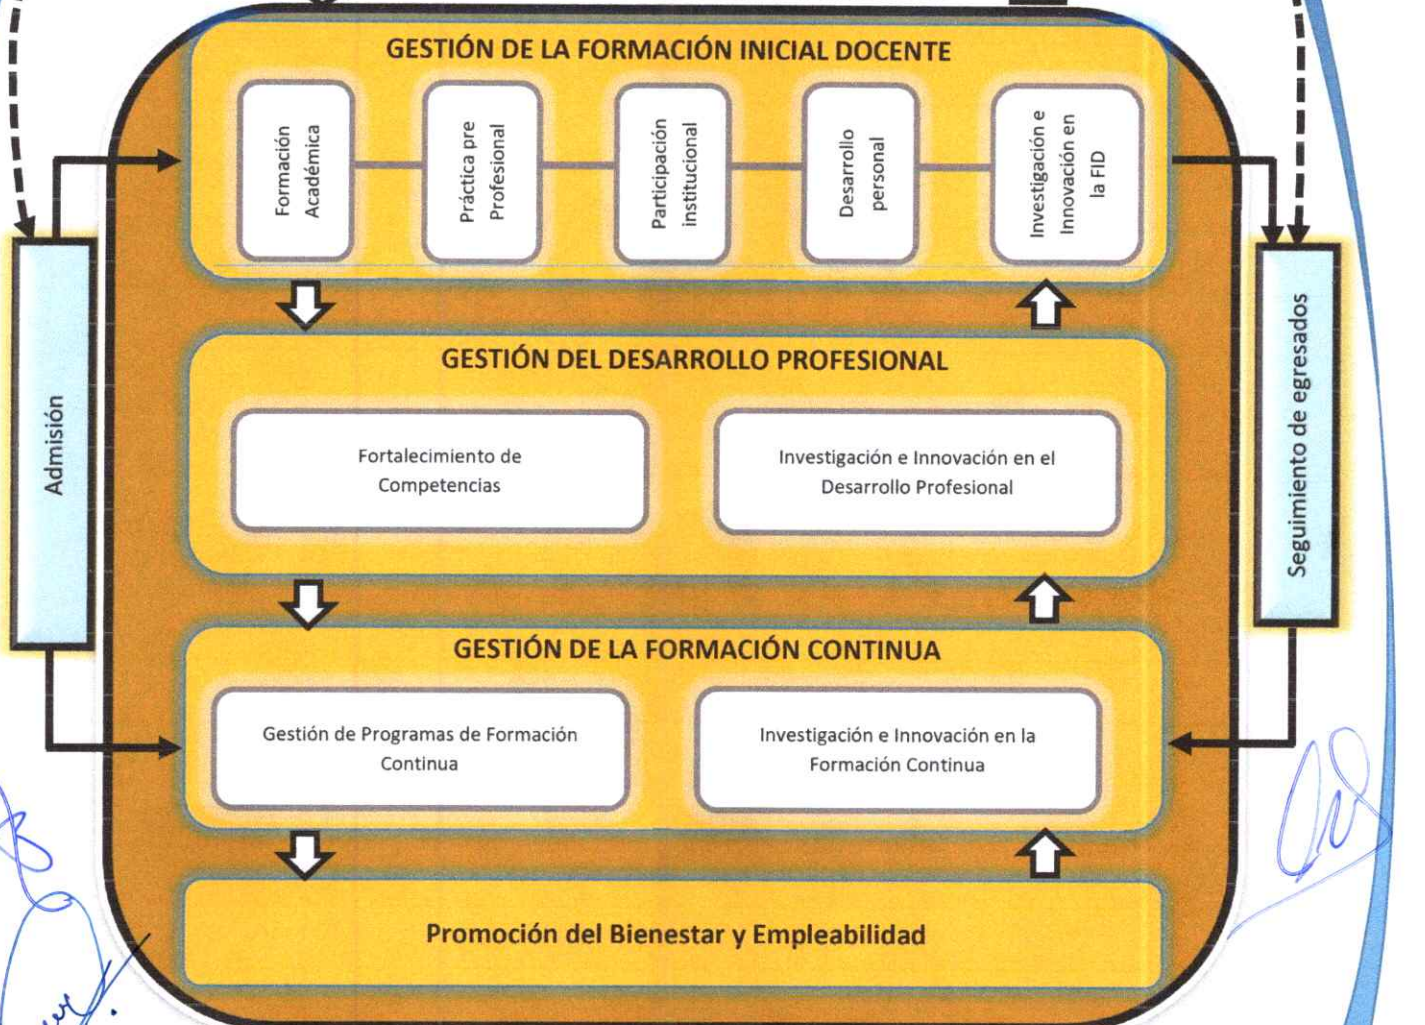 GESTIÓN DE LA FORMACIÓN INICIAL DOCENTE
Formación
Académica
Práctica pre
Profesional
Participación
institucional
Desarrollo
personal
Investigación e
Innovación en
la FID
Admisión
Seguimiento de egresados
GESTIÓN DEL DESARROLLO PROFESIONAL
Fortalecimiento de
Competencias
Investigación e Innovación en el
Desarrollo Profesional
GESTIÓN DE LA FORMACIÓN CONTINUA
Gestión de Programas de Formación
Continua
Investigación e Innovación en la
Formación Continua
Promoción del Bienestar y Empleabilidad